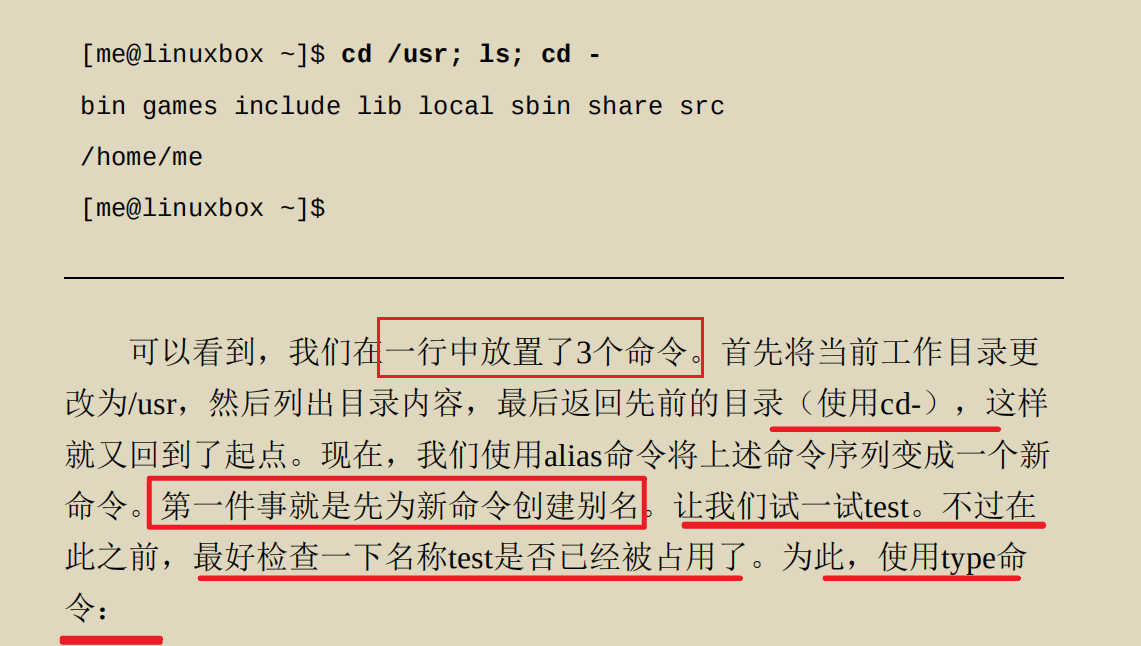 [me@linuxbox ~]$ cd /usr; ls; cd -
bin games include lib local sbin share src
/home/me
[me@linuxbox ~]$
可以看到，我们在一行中放置了3个命令。首先将当前工作目录更
改为/usr，然后列出目录内容，最后返回先前的目录（使用cd-），这样
就又回到了起点。现在，我们使用alias命令将上述命令序列变成一个新
命令。第一件事就是先为新命令创建别名。让我们试一试test。不过在
此之前，最好检查一下名称test是否已经被占用了。为此，使用type命
令：